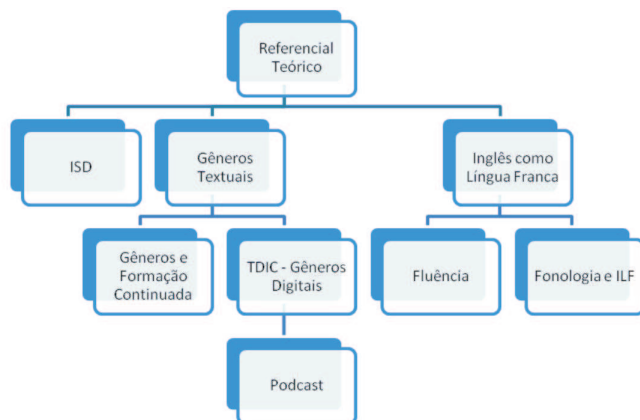 Referencial
Teórico
ISD
Gêneros
Textuais
Inglês como
Língua Franca
Gêneros e
Formação
Continuada
TDIC - Gêneros
Digitais
Fluência
Fonologia e ILF
Podcast